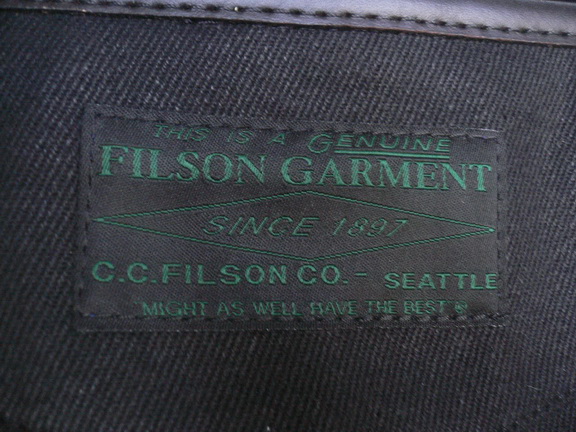 THIS IS A GENUINE
FILSON GARMENT
SINCE 1897
C.C. FILSON CO. - SEATTLE
"MIGHT AS WELL HAVE THE BEST"®